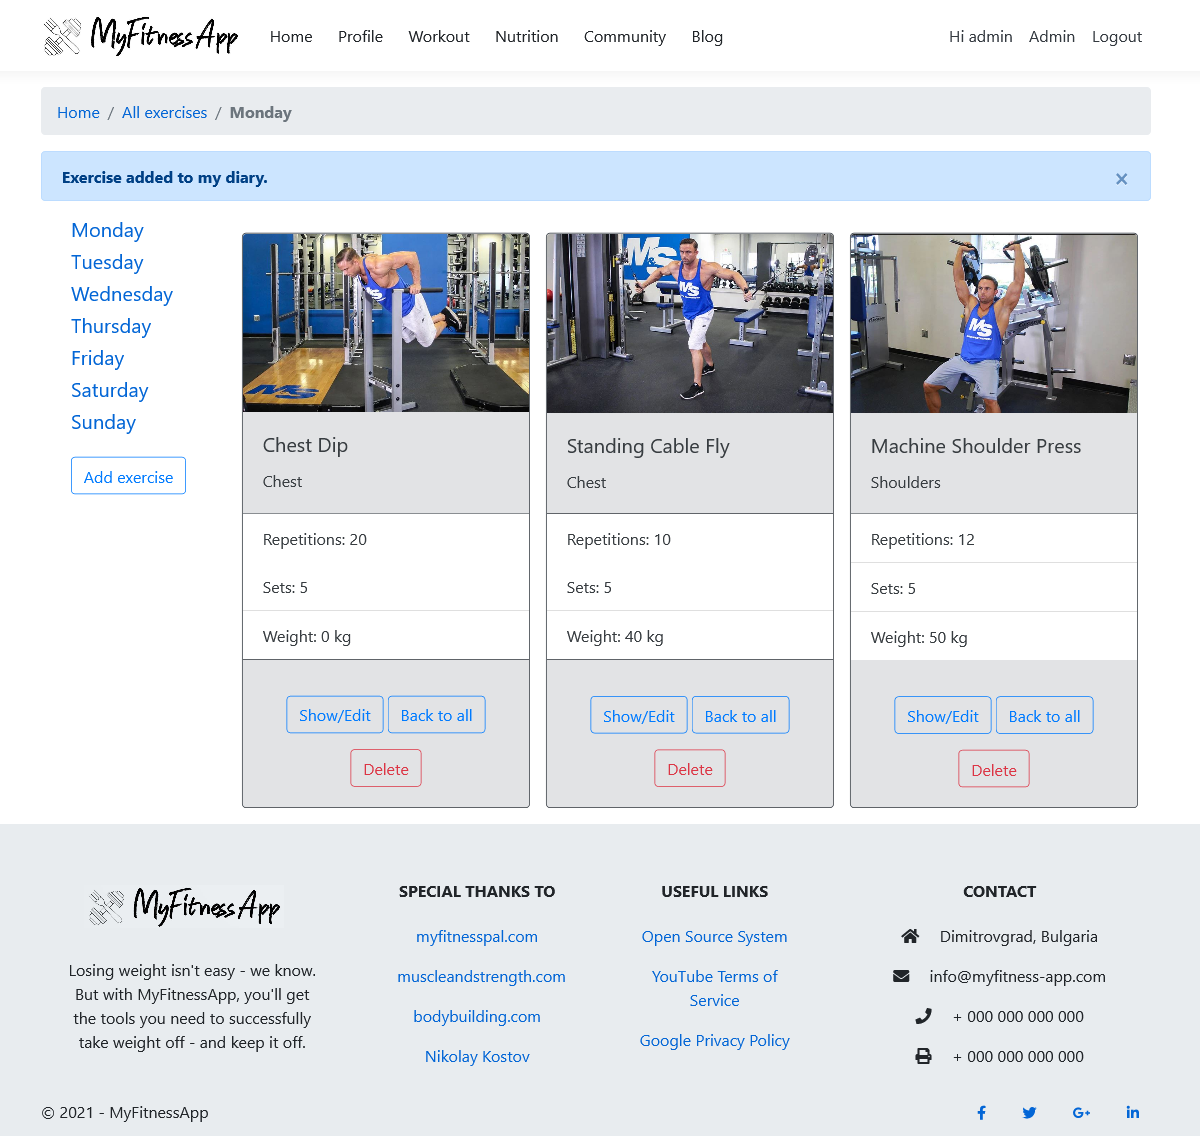 MyFitnessApp Home Profile Workout Nutrition Community Blog Hi admin Admin Logout
Home / All exercises / Monday
Exercise added to my diary. ×
Monday
Tuesday
Wednesday
Thursday
Friday
Saturday
Sunday
Add exercise
MS
M&S
MS
MS
Chest Dip
Chest
Repetitions: 20
Sets: 5
Weight: 0 kg
Show/Edit Back to all
Delete
Standing Cable Fly
Chest
Repetitions: 10
Sets: 5
Weight: 40 kg
Show/Edit Back to all
Delete
Machine Shoulder Press
Shoulders
Repetitions: 12
Sets: 5
Weight: 50 kg
Show/Edit Back to all
Delete
MyFitnessApp
Losing weight isn't easy - we know.
But with MyFitnessApp, you'll get
the tools you need to successfully
take weight off - and keep it off.
SPECIAL THANKS TO
myfitnesspal.com
muscleandstrength.com
bodybuilding.com
Nikolay Kostov
USEFUL LINKS
Open Source System
YouTube Terms of
Service
Google Privacy Policy
CONTACT
Dimitrovgrad, Bulgaria
info@myfitness-app.com
+ 000 000 000 000
+ 000 000 000 000
© 2021 - MyFitnessApp